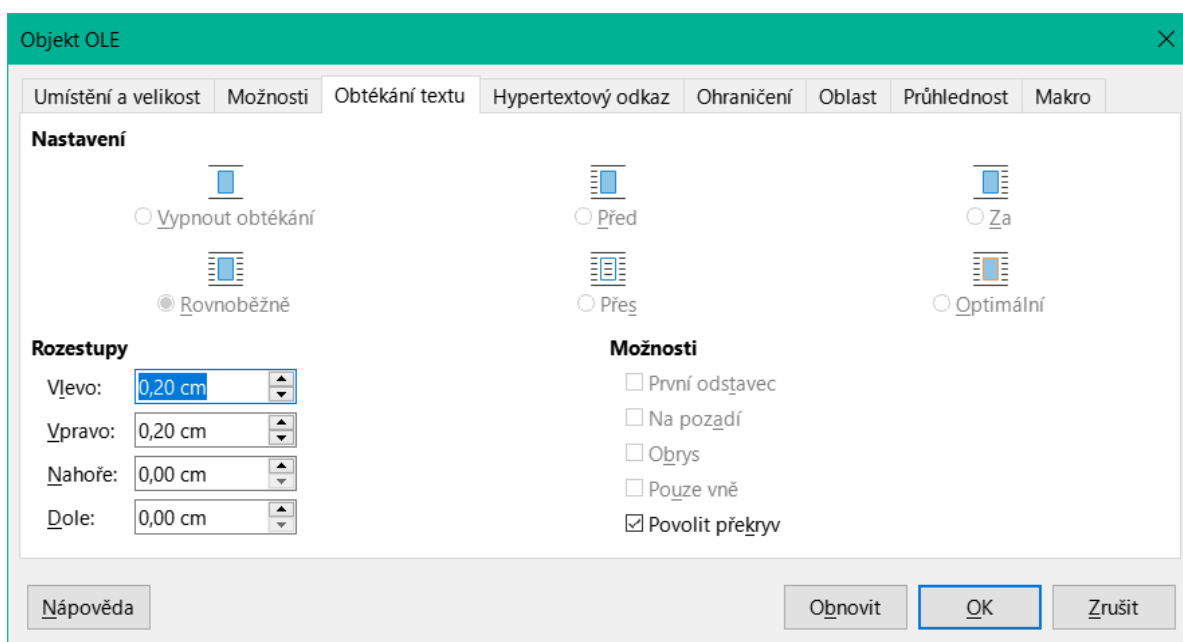 Objekt OLE
Umístění a velikost Možnosti Obtékání textu Hypertextový odkaz Ohraničení Oblast Průhlednost Makro
Nastavení
Vypnout obtékání Před Za
Rovnoběžně Přes Optimální
Rozestupy Možnosti
Vlevo: 0,20 cm První odstavec
Vpravo: 0,20 cm Na pozadí
Nahoře: 0,00 cm Obrys
Pouze vně
Dole: 0,00 cm Povolit překryv
Nápověda Obnovit OK Zrušit